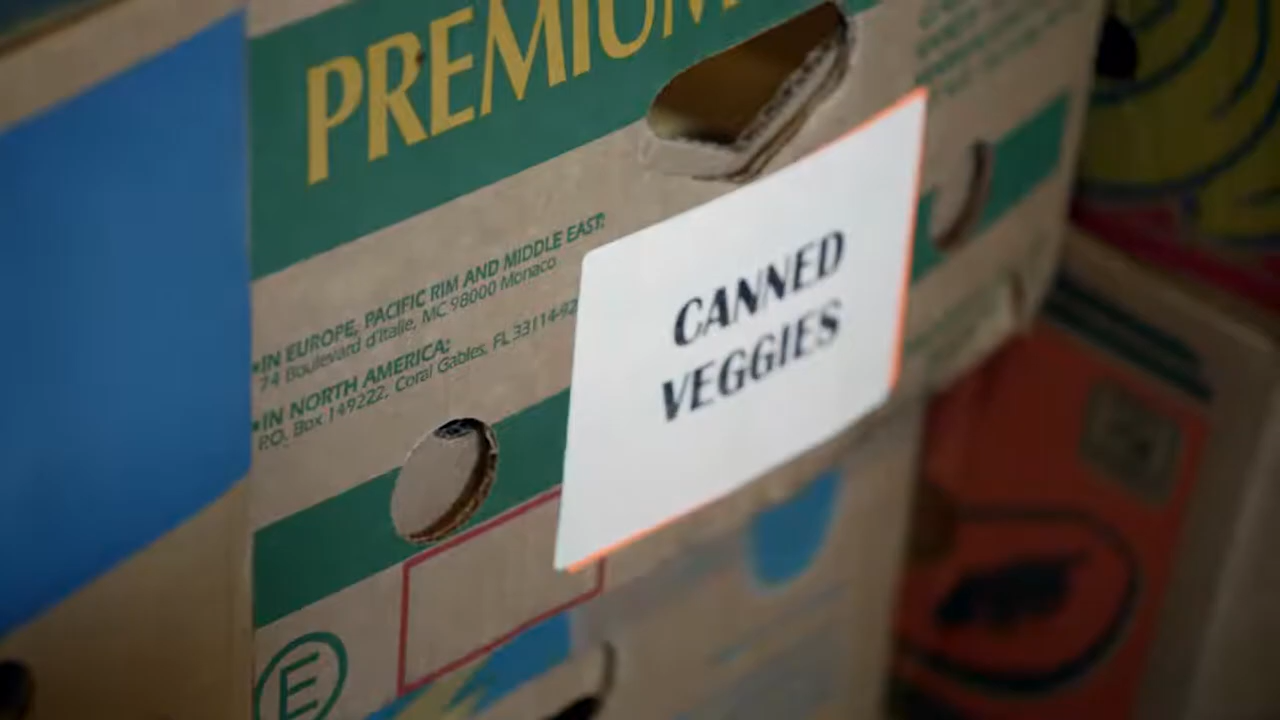 PREMIUM
•IN EUROPE, PACIFIC RIM AND MIDDLE EAST:
74 Boulevard d'Italie, MC 98000 Monaco
•IN NORTH AMERICA:
P.O. Box 149222, Coral Gables, FL 33114-92
CANNED
VEGGIES
E